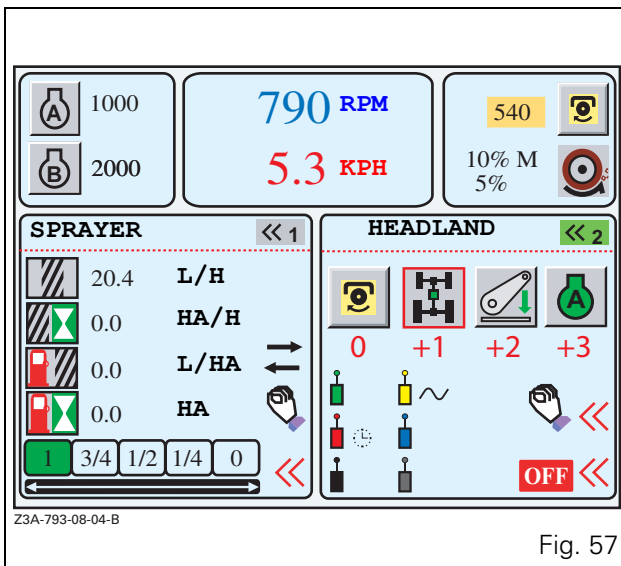 A 1000
790 RPM
540
B 2000
5.3 KPH
10% M
5%
SPRAYER << 1
HEADLAND << 2
20.4 L/H
A
0.0 HA/H
0 +1 +2 +3
0.0 L/HA
0.0 HA
1 3/4 1/2 1/4 0
OFF
Z3A-793-08-04-B
Fig. 57